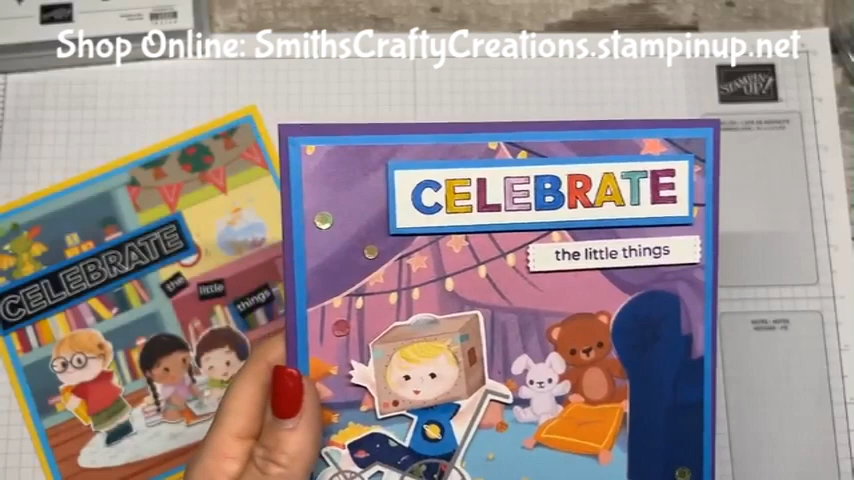 Shop Online: SmithsCraftyCreations.stampinup.net
STAMPIN' UP!
CELEBRATE
the little things
CELEBRATE
the little things